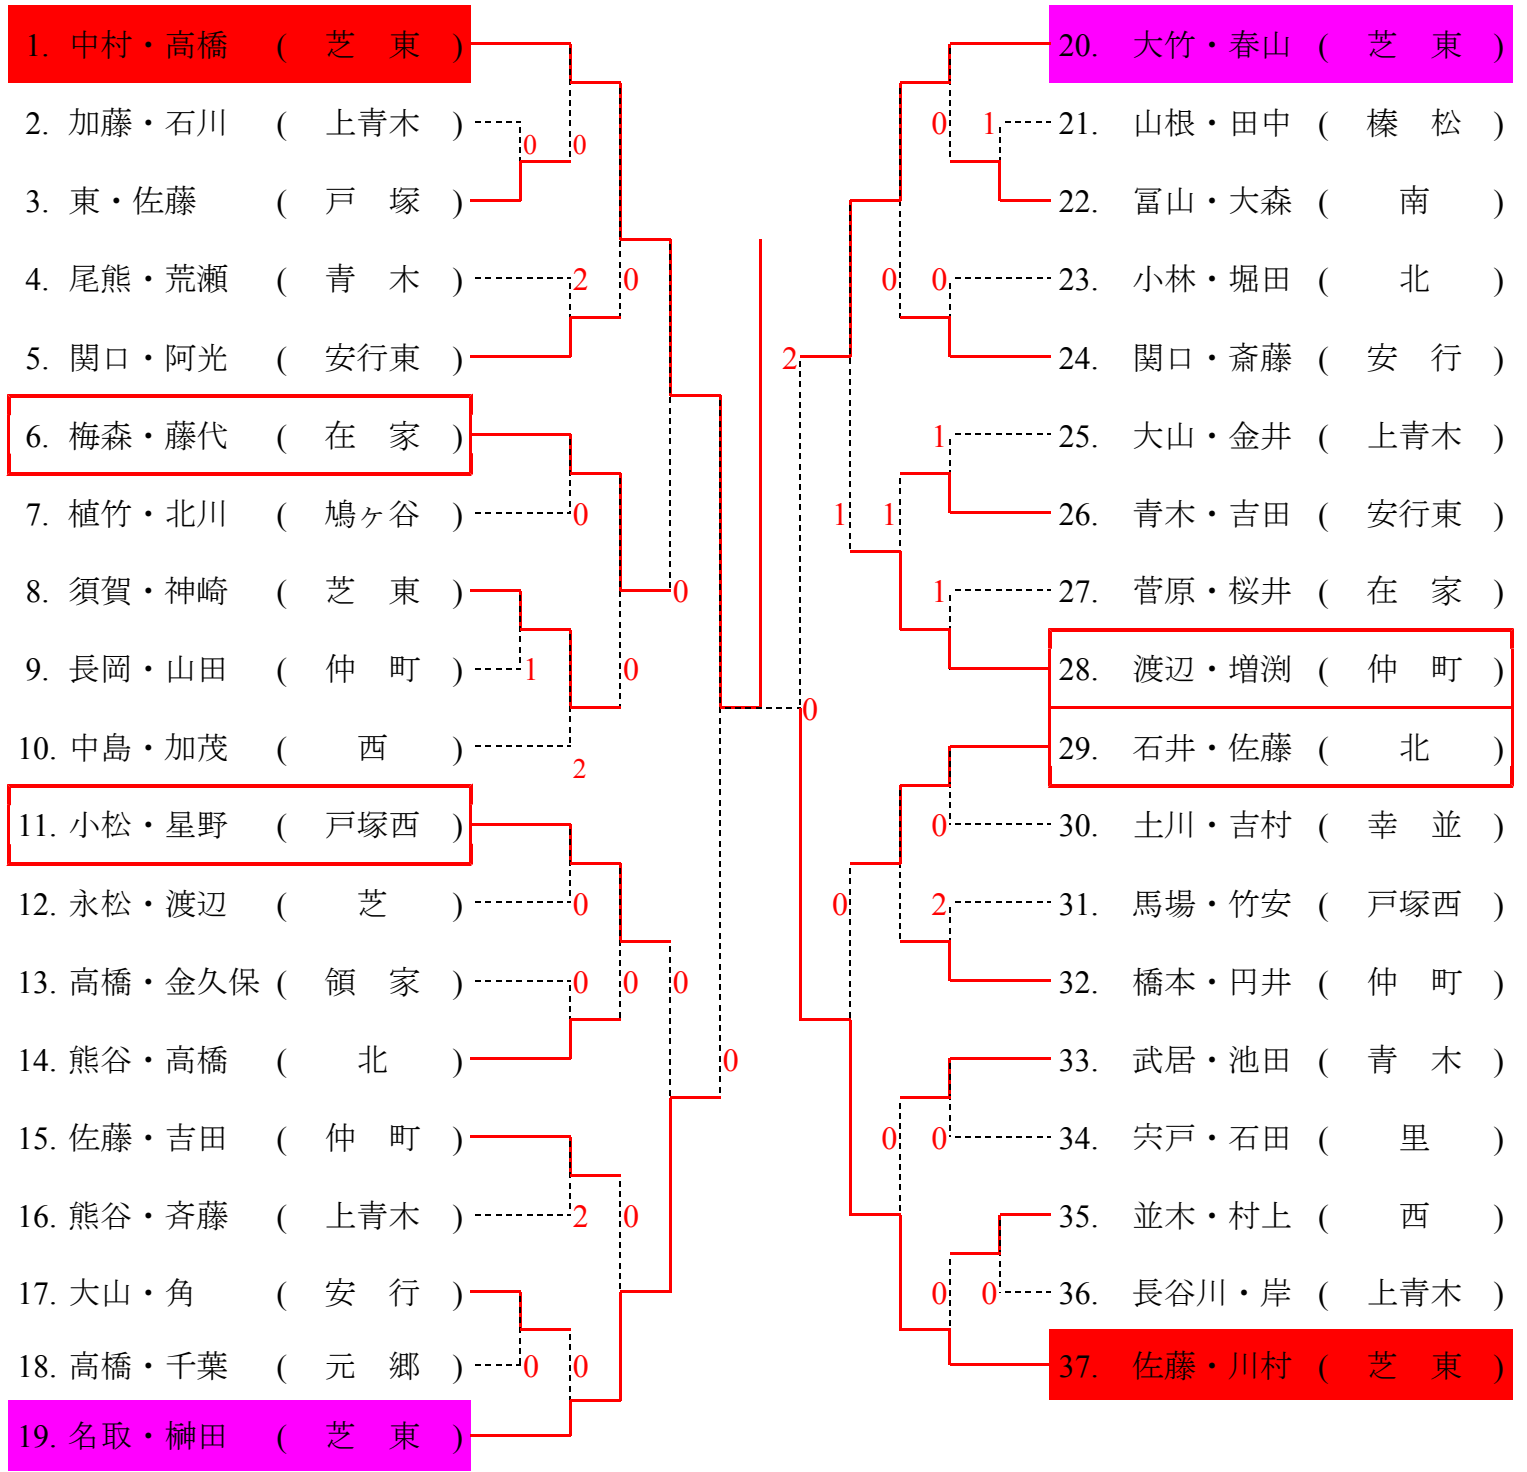 1. 中村・高橋 ( 芝 東 )
2. 加藤・石川 ( 上青木 )
0 0
3. 東・佐藤 ( 戸 塚 )
4. 尾熊・荒瀬 ( 青 木 )
2 0
5. 関口・阿光 ( 安行東 )
6. 梅森・藤代 ( 在 家 )
7. 植竹・北川 ( 鳩ヶ谷 )
0
8. 須賀・神崎 ( 芝 東 )
0
9. 長岡・山田 ( 仲 町 )
1 0
10. 中島・加茂 ( 西 )
2
11. 小松・星野 ( 戸塚西 )
12. 永松・渡辺 ( 芝 )
0
13. 高橋・金久保 ( 領 家 )
0 0 0
14. 熊谷・高橋 ( 北 )
0
15. 佐藤・吉田 ( 仲 町 )
16. 熊谷・斉藤 ( 上青木 )
2 0
17. 大山・角 ( 安 行 )
18. 高橋・千葉 ( 元 郷 )
0 0
19. 名取・榊田 ( 芝 東 )
20. 大竹・春山 ( 芝 東 )
0 1
21. 山根・田中 ( 榛 松 )
22. 冨山・大森 ( 南 )
0 0
23. 小林・堀田 ( 北 )
2
24. 関口・斎藤 ( 安 行 )
1
25. 大山・金井 ( 上青木 )
1 1
26. 青木・吉田 ( 安行東 )
1
27. 菅原・桜井 ( 在 家 )
28. 渡辺・増渕 ( 仲 町 )
0
29. 石井・佐藤 ( 北 )
0
30. 土川・吉村 ( 幸 並 )
0 2
31. 馬場・竹安 ( 戸塚西 )
32. 橋本・円井 ( 仲 町 )
33. 武居・池田 ( 青 木 )
0 0
34. 宍戸・石田 ( 里 )
35. 並木・村上 ( 西 )
0 0
36. 長谷川・岸 ( 上青木 )
37. 佐藤・川村 ( 芝 東 )